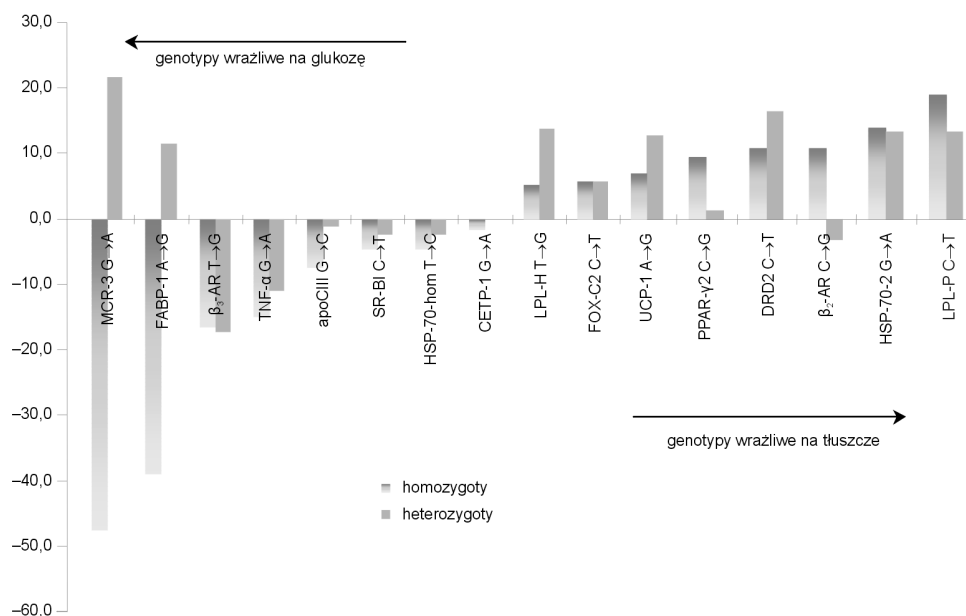 30,0
20,0
10,0
0,0
–10,0
–20,0
–30,0
–40,0
–50,0
–60,0
genotypy wrażliwe na glukozę
MCR-3 G→A
FABP-1 A→G
β₃-AR T→G
TNF-α G→A
apoCIII G→C
SR-BI C→T
HSP-70-hom T→C
CETP-1 G→A
LPL-H T→G
FOX-C2 C→T
UCP-1 A→G
PPAR-γ2 C→G
DRD2 C→T
β₂-AR C→G
HSP-70-2 G→A
LPL-P C→T
genotypy wrażliwe na tłuszcze
homozygoty
heterozygoty